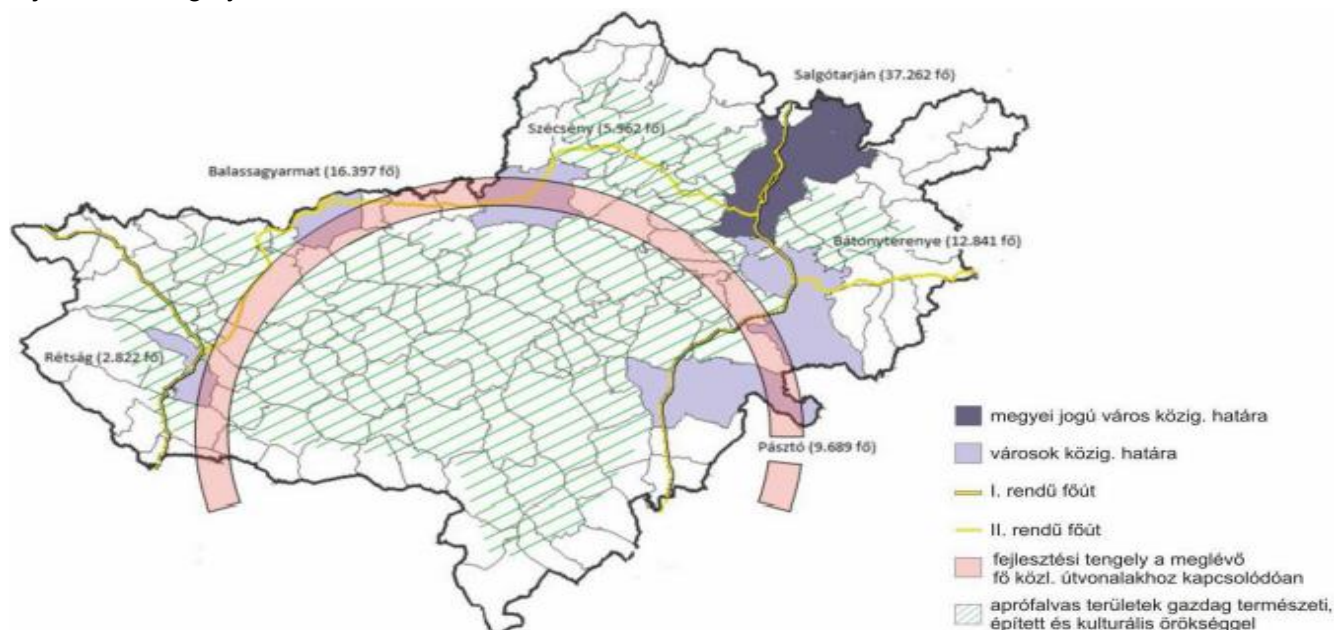 Salgótarján (37.262 fő)
Szécsény (5.962 fő)
Balassagyarmat (16.397 fő)
Bátonyterenye (12.841 fő)
Rétság (2.822 fő)
Pásztó (9.689 fő)
megyei jogú város közig. határa
városok közig. határa
I. rendű főút
II. rendű főút
fejlesztési tengely a meglévő
fő közl. útvonalakhoz kapcsolódóan
aprófalvas területek gazdag természeti,
épített és kulturális örökséggel